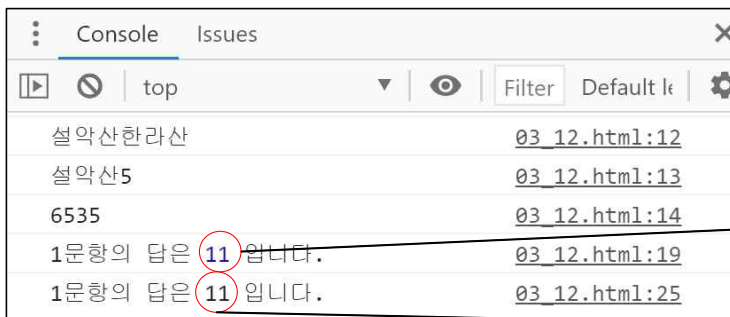 Console Issues
top Filter Default le
설악산한라산 03_12.html:12
설악산5 03_12.html:13
6535 03_12.html:14
1문항의 답은 11 입니다. 03_12.html:19
1문항의 답은 11 입니다. 03_12.html:25